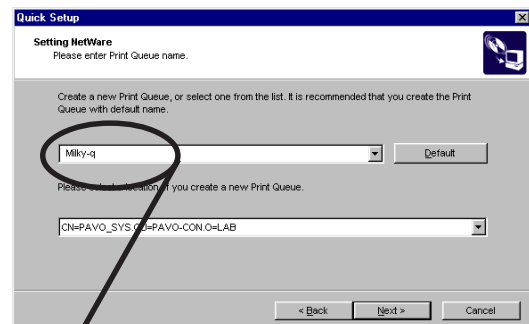 Quick Setup
Setting NetWare
Please enter Print Queue name.
Create a new Print Queue, or select one from the list. It is recommended that you create the Print
Queue with default name.
Milky-q
Default
Please location if you create a new Print Queue.
CN=PAVO_SYS.OU=PAVO-CON.O=LAB
< Back
Next >
Cancel